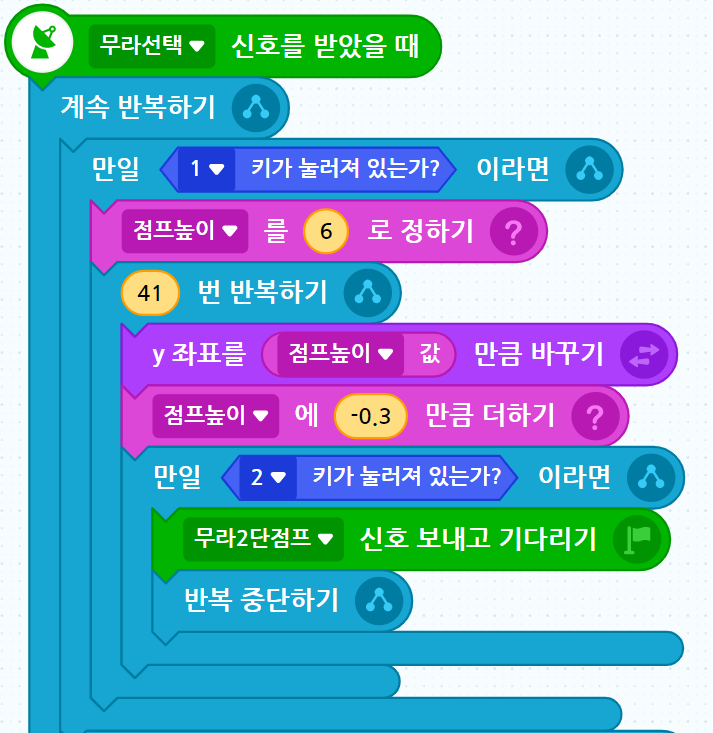 무라선택 신호를 받았을 때
계속 반복하기
만일 1 키가 눌러져 있는가? 이라면
점프높이 를 6 로 정하기 ?
41 번 반복하기
y 좌표를 점프높이 값 만큼 바꾸기
점프높이 에 -0.3 만큼 더하기 ?
만일 2 키가 눌러져 있는가? 이라면
무라2단점프 신호 보내고 기다리기
반복 중단하기